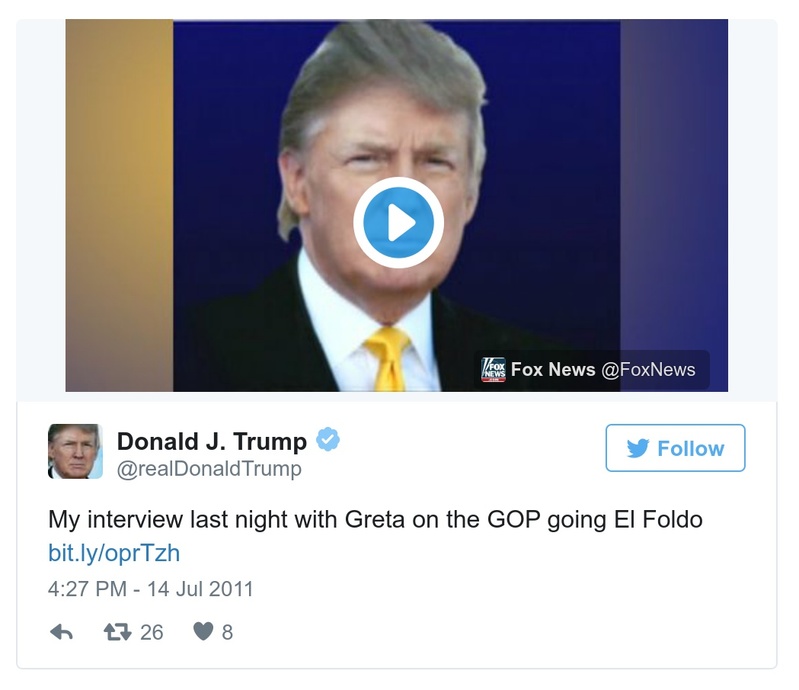 FOX
NEWS
Fox News @FoxNews
Donald J. Trump
@realDonaldTrump
Follow
My interview last night with Greta on the GOP going El Foldo
bit.ly/oprTzh
4:27 PM - 14 Jul 2011
26 8